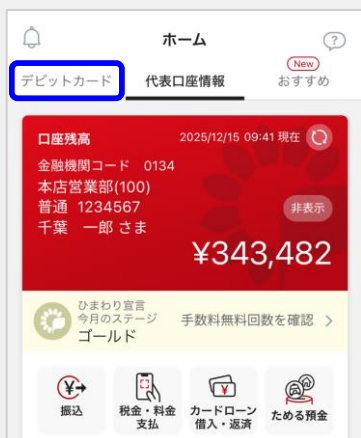 ホーム
?
New
デビットカード 代表口座情報 おすすめ
口座残高 2025/12/15 09:41 現在
金融機関コード 0134
本店営業部(100)
普通 1234567 非表示
千葉 一郎 さま
¥343,482
ひまわり宣言
今月のステージ 手数料無料回数を確認
ゴールド
振込 税金・料金 カードローン ためる預金
支払 借入・返済